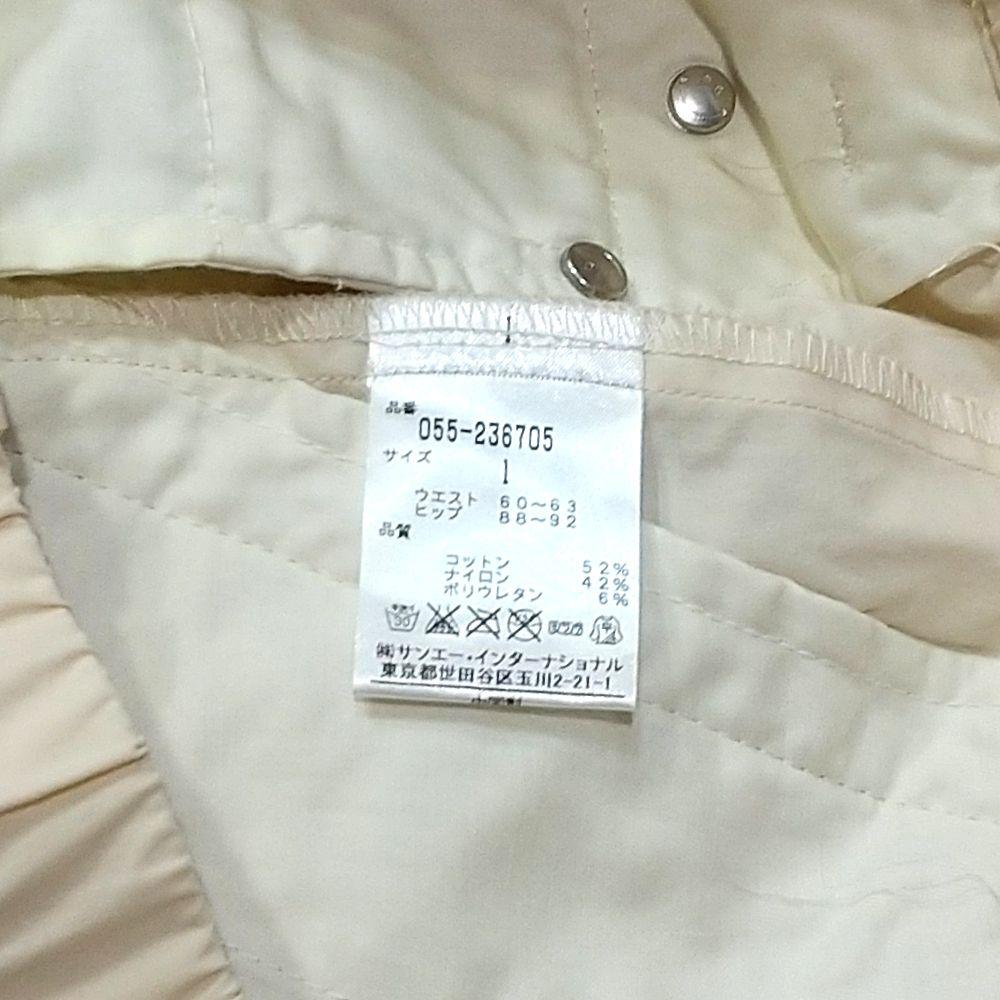 品番
055-236705
サイズ
1
ウエスト 60～63
ヒップ 88～92
品質
コットン 52%
ナイロン 42%
ポリウレタン 6%
30
㈱サンエー・インターナショナル
東京都世田谷区玉川2-21-1